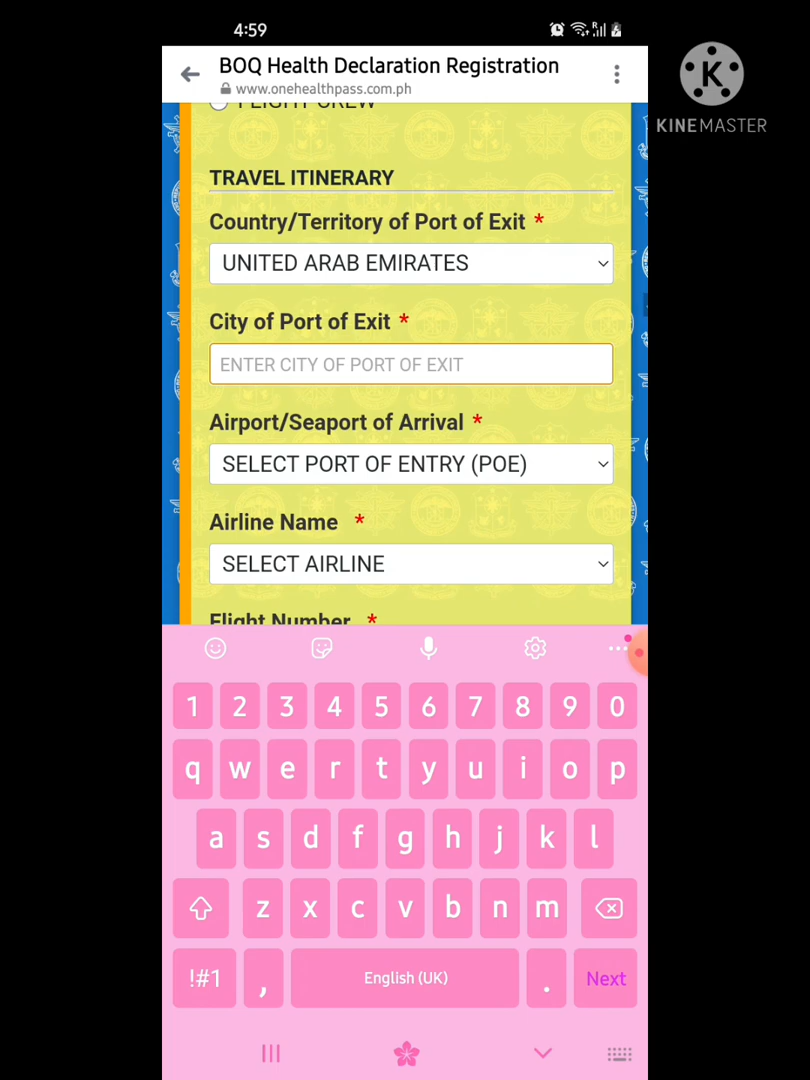 4:59
BOQ Health Declaration Registration
www.onehealthpass.com.ph
K
KINEMASTER
FLIGHT CREW
TRAVEL ITINERARY
Country/Territory of Port of Exit *
UNITED ARAB EMIRATES
City of Port of Exit *
ENTER CITY OF PORT OF EXIT
Airport/Seaport of Arrival *
SELECT PORT OF ENTRY (POE)
Airline Name *
SELECT AIRLINE
Flight Number *
1 2 3 4 5 6 7 8 9 0
q w e r t y u i o p
a s d f g h j k l
z x c v b n m
!#1 , English (UK) . Next